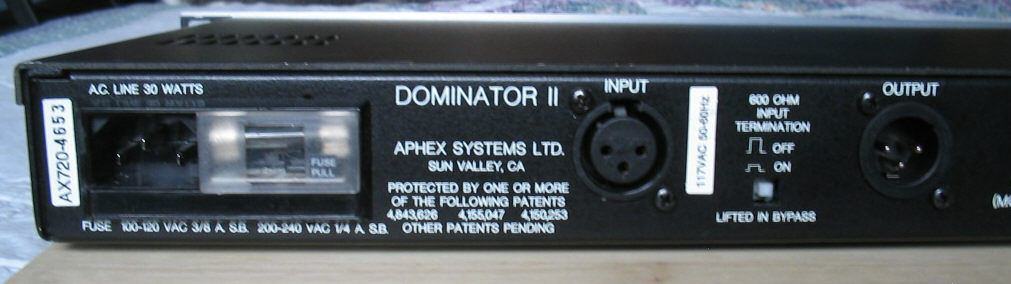 A.C. LINE 30 WATTS
AX720-4653
FUSE
PULL
FUSE 100-120 VAC 3/8 A. S.B. 200-240 VAC 1/4 A. S.B.
DOMINATOR II
APHEX SYSTEMS LTD.
SUN VALLEY, CA
PROTECTED BY ONE OR MORE
OF THE FOLLOWING PATENTS
4,843,626 4,155,047 4,150,253
OTHER PATENTS PENDING
INPUT
117VAC 50-60Hz
600 OHM
INPUT
TERMINATION
OFF
ON
LIFTED IN BYPASS
OUTPUT
(MO